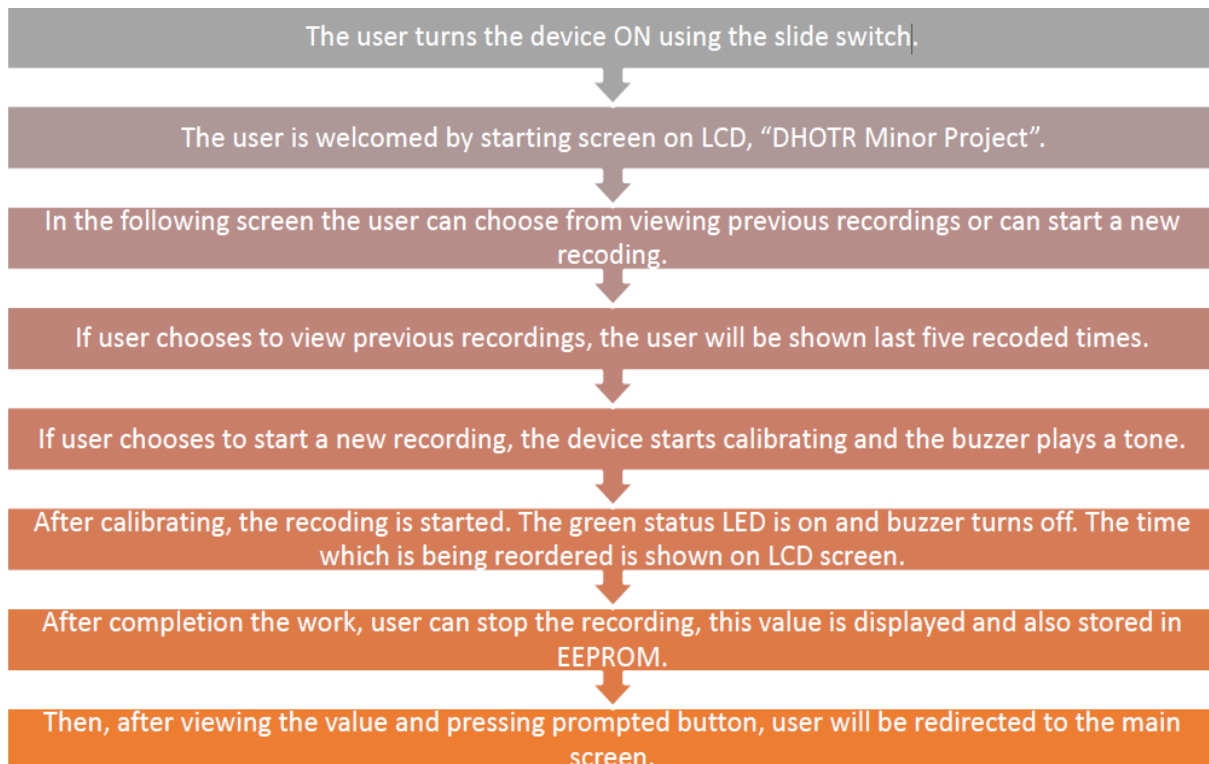 The user turns the device ON using the slide switch.
The user is welcomed by starting screen on LCD, “DHOTR Minor Project”.
In the following screen the user can choose from viewing previous recordings or can start a new
recoding.
If user chooses to view previous recordings, the user will be shown last five recoded times.
If user chooses to start a new recording, the device starts calibrating and the buzzer plays a tone.
After calibrating, the recoding is started. The green status LED is on and buzzer turns off. The time
which is being reordered is shown on LCD screen.
After completion the work, user can stop the recording, this value is displayed and also stored in
EEPROM.
Then, after viewing the value and pressing prompted button, user will be redirected to the main
screen.